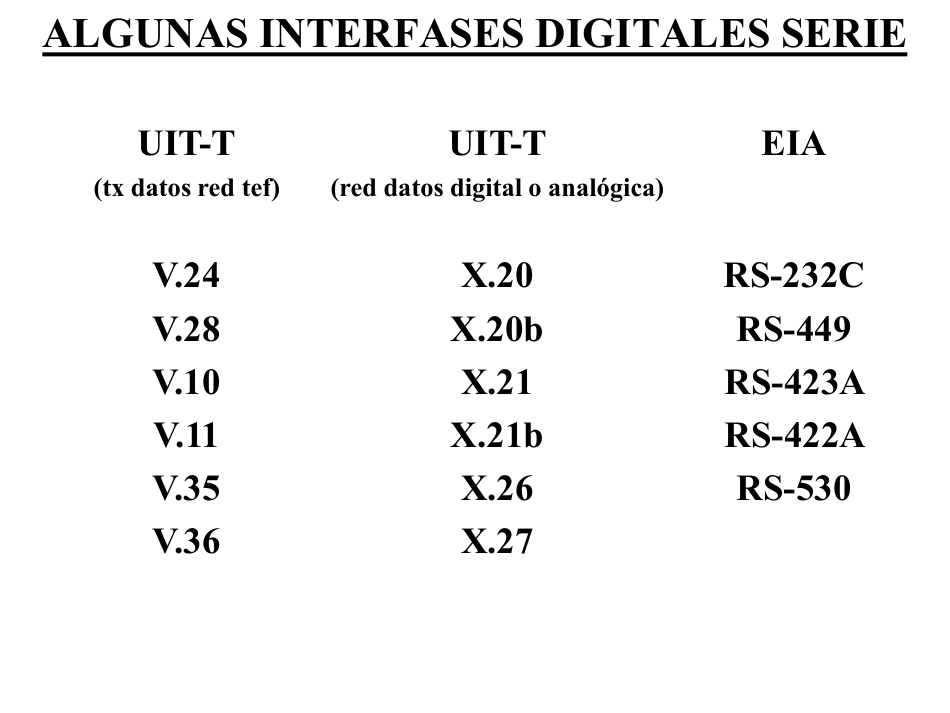 ALGUNAS INTERFASES DIGITALES SERIE
UIT-T UIT-T EIA
(tx datos red tef) (red datos digital o analógica)
V.24 X.20 RS-232C
V.28 X.20b RS-449
V.10 X.21 RS-423A
V.11 X.21b RS-422A
V.35 X.26 RS-530
V.36 X.27